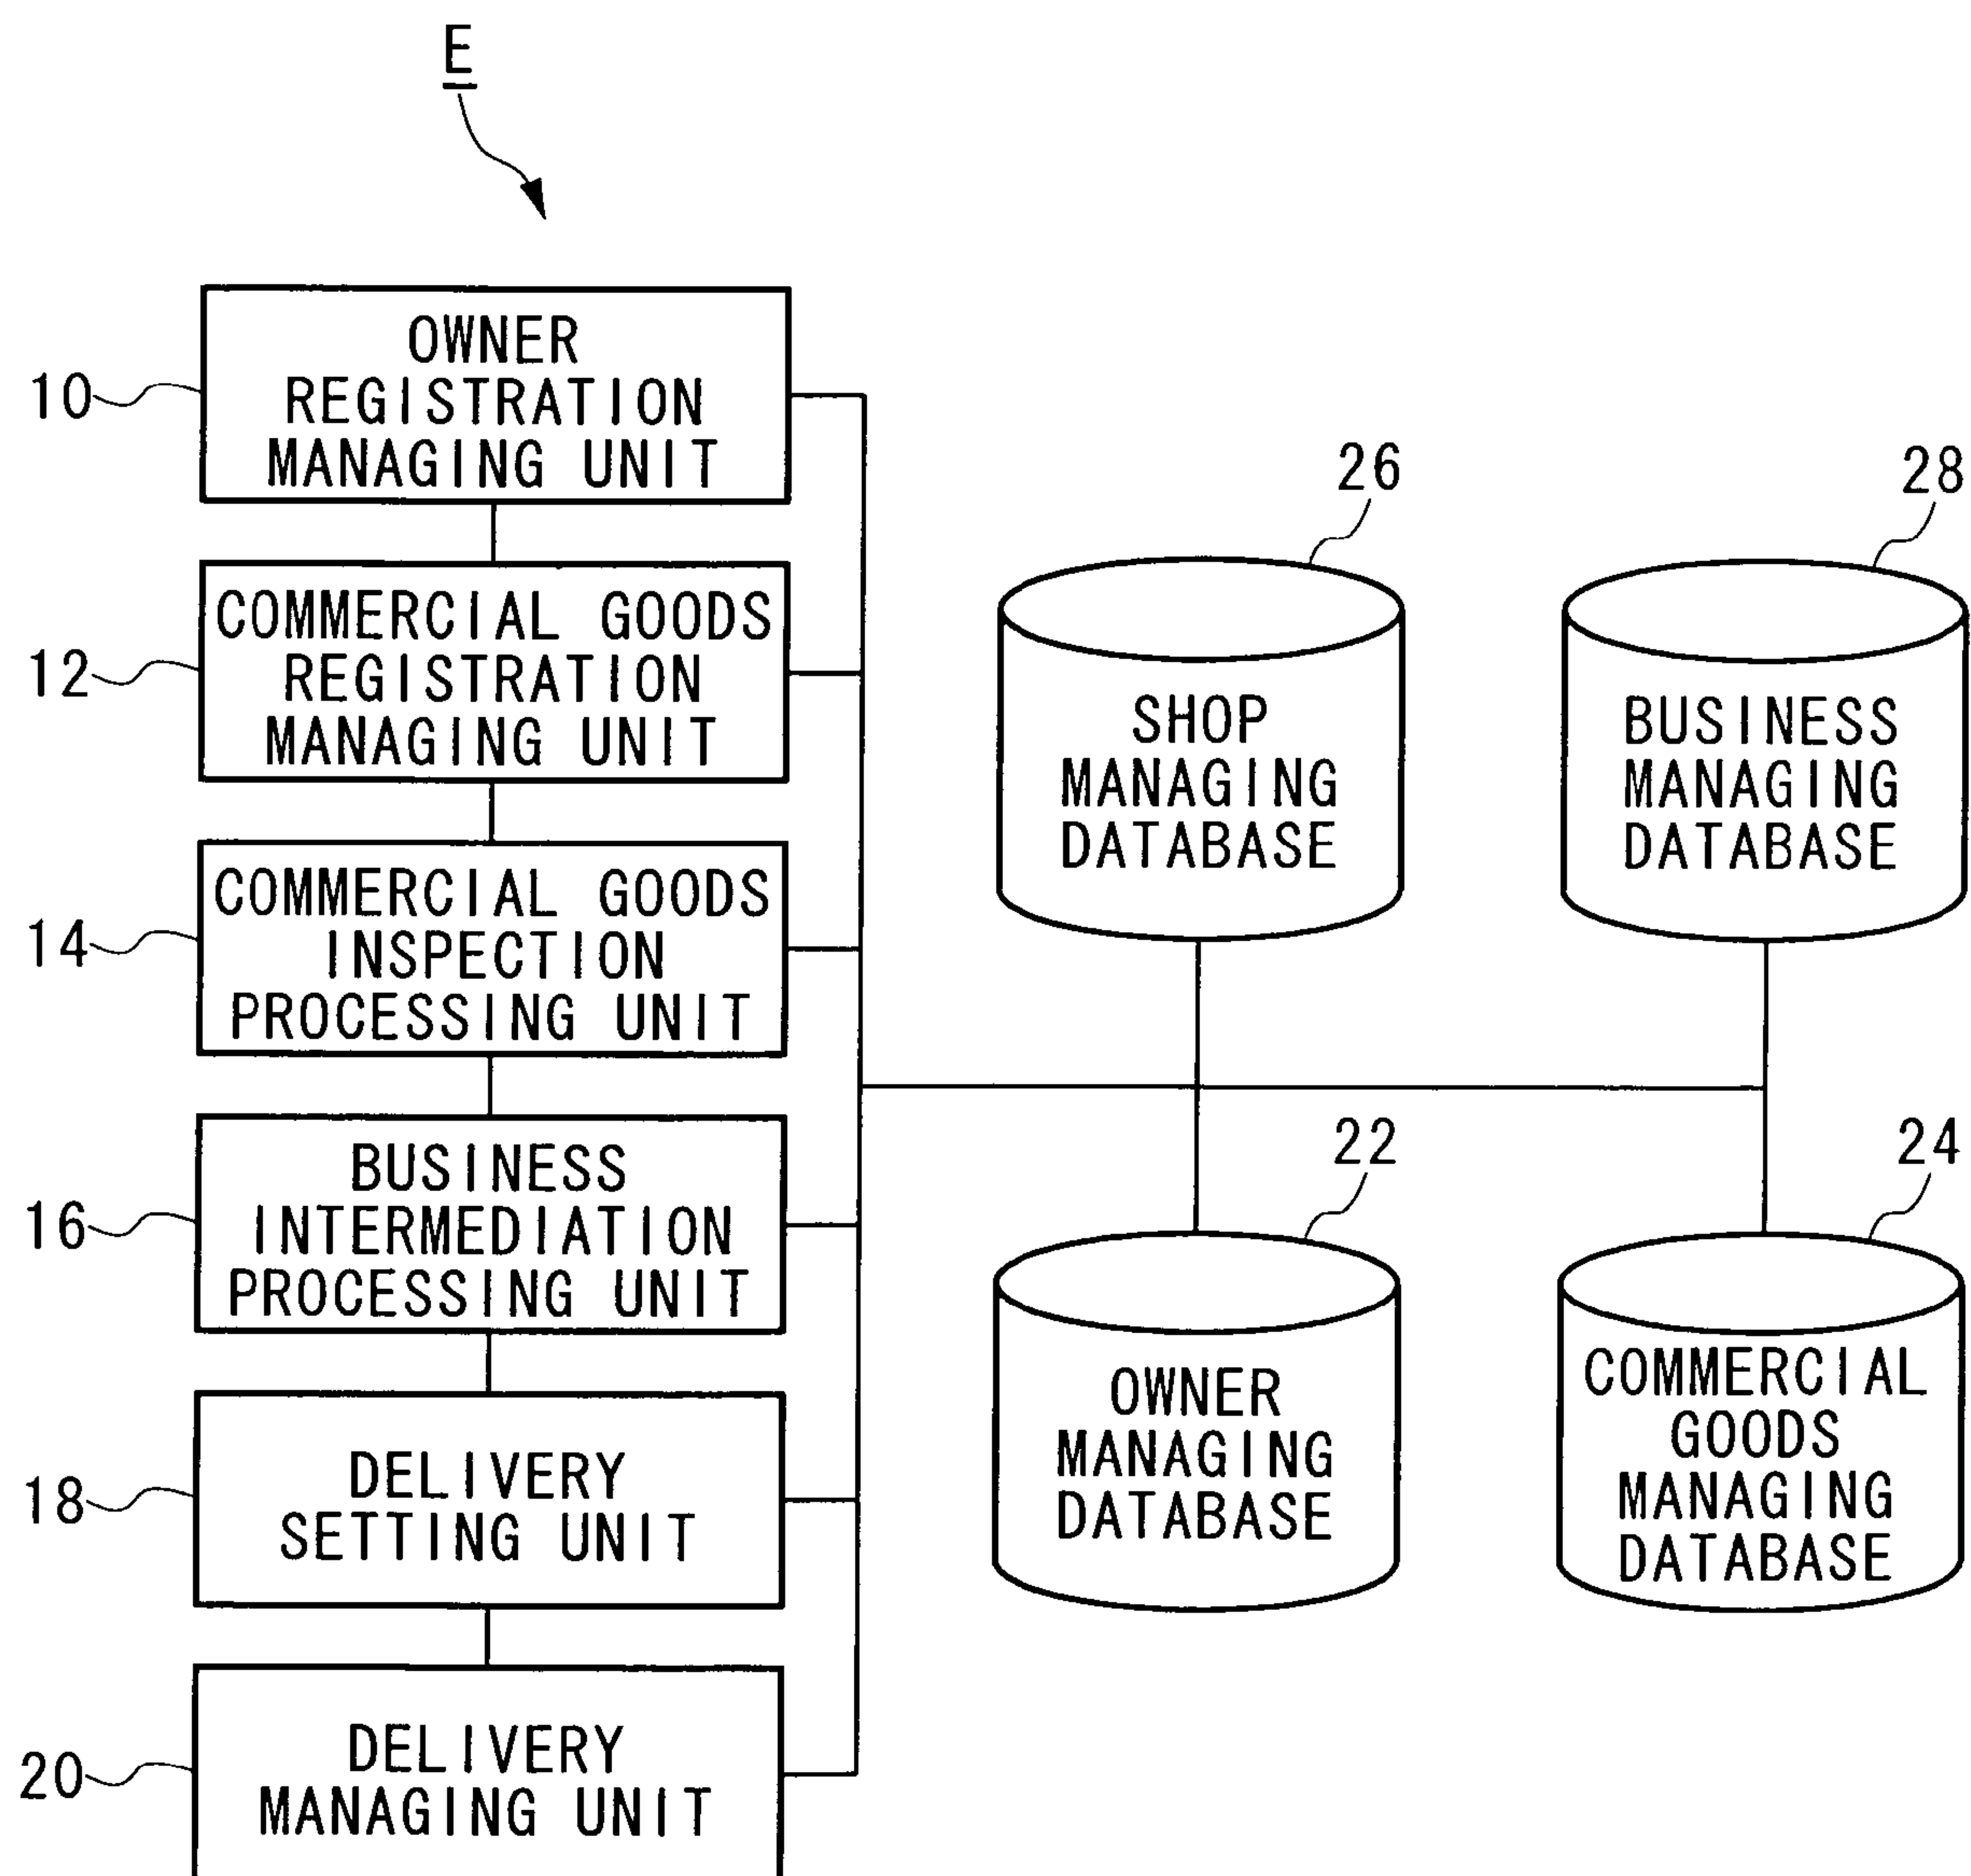 E
10
OWNER
REGISTRATION
MANAGING UNIT
12
COMMERCIAL GOODS
REGISTRATION
MANAGING UNIT
14
COMMERCIAL GOODS
INSPECTION
PROCESSING UNIT
16
BUSINESS
INTERMEDIATION
PROCESSING UNIT
18
DELIVERY
SETTING UNIT
20
DELIVERY
MANAGING UNIT
26
SHOP
MANAGING
DATABASE
28
BUSINESS
MANAGING
DATABASE
22
OWNER
MANAGING
DATABASE
24
COMMERCIAL
GOODS
MANAGING
DATABASE